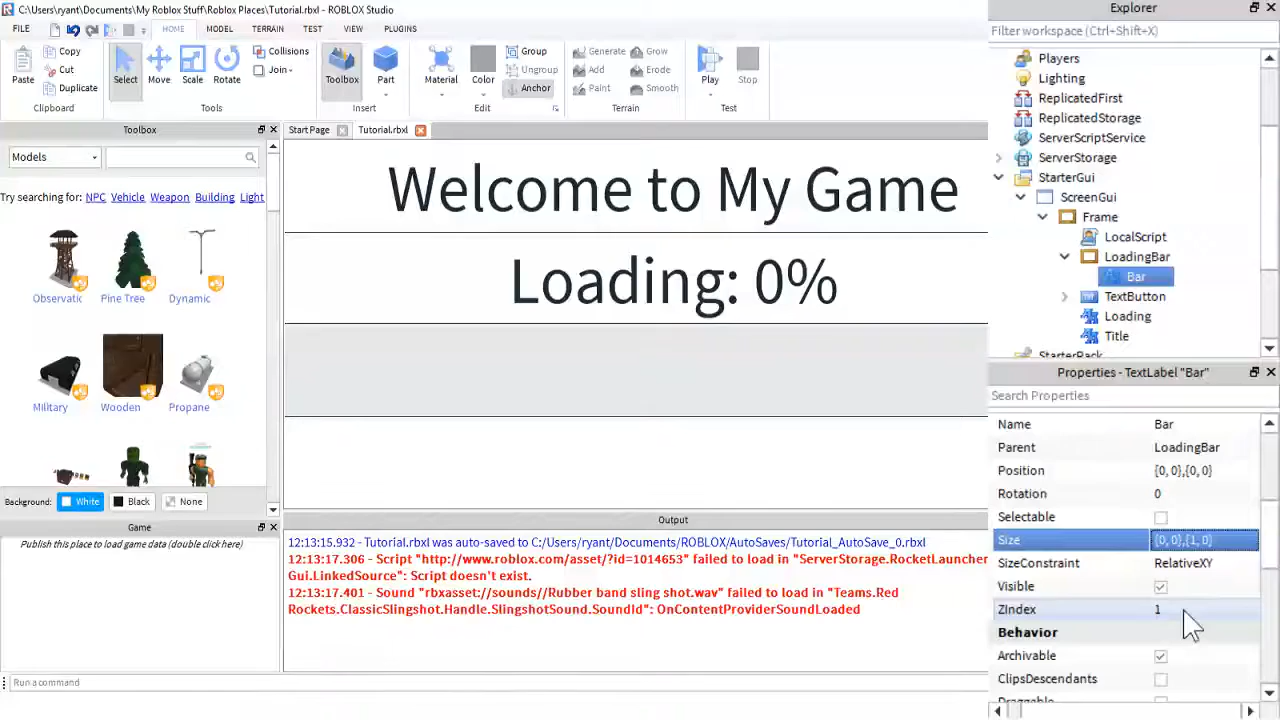 C:\Users\ryant\Documents\My Roblox Stuff\Roblox Places\Tutorial.rbxl - ROBLOX Studio
FILE HOME MODEL TERRAIN TEST VIEW PLUGINS
Paste Copy Cut Duplicate
Select Move Scale Rotate Collisions Join
Toolbox Part
Material Color Group Ungroup Anchor
Generate Grow Add Erode Paint Smooth
Play Stop
Clipboard Tools Insert Edit Terrain Test
Toolbox
Models
Try searching for: NPC Vehicle Weapon Building Light
Observatic Pine Tree Dynamic
Military Wooden Propane
Background: White Black None
Game
Publish this place to load game data (double click here)
Start Page Tutorial.rbxl
Welcome to My Game
Loading: 0%
Output
12:13:15.932 - Tutorial.rbxl was auto-saved to C:/Users/ryant/Documents/ROBLOX/AutoSaves/Tutorial_AutoSave_0.rbxl
12:13:17.306 - Script "http://www.roblox.com/asset/?id=1014653" failed to load in "ServerStorage.RocketLauncher
Gui.LinkedSource": Script doesn't exist.
12:13:17.401 - Sound "rbxasset://sounds//Rubber band sling shot.wav" failed to load in "Teams.Red
Rockets.ClassicSlingshot.Handle.SlingshotSound.SoundId": OnContentProviderSoundLoaded
Run a command
Explorer
Filter workspace (Ctrl+Shift+X)
Players
Lighting
ReplicatedFirst
ReplicatedStorage
ServerScriptService
ServerStorage
StarterGui
ScreenGui
Frame
LocalScript
LoadingBar
Bar
TextButton
Loading
Title
StarterPack
Properties - TextLabel "Bar"
Search Properties
Name Bar
Parent LoadingBar
Position {0, 0},{0, 0}
Rotation 0
Selectable
Size {0, 0},{1, 0}
SizeConstraint RelativeXY
Visible
ZIndex 1
Behavior
Archivable
ClipsDescendants
Draggable